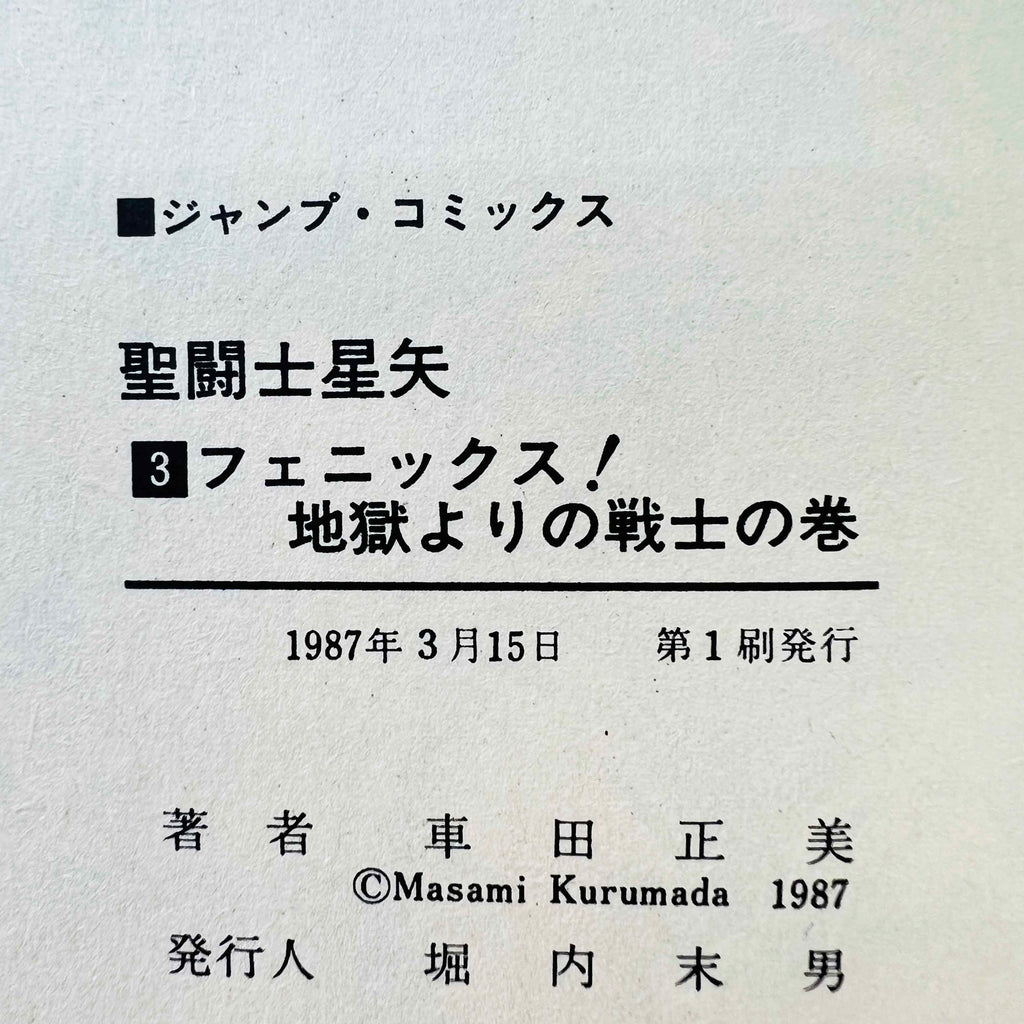 ■ジャンプ・コミックス
聖闘士星矢
3フェニックス!
地獄よりの戦士の巻
1987年3月15日 第1刷発行
著者 車田正美
©Masami Kurumada 1987
発行人 堀内末男